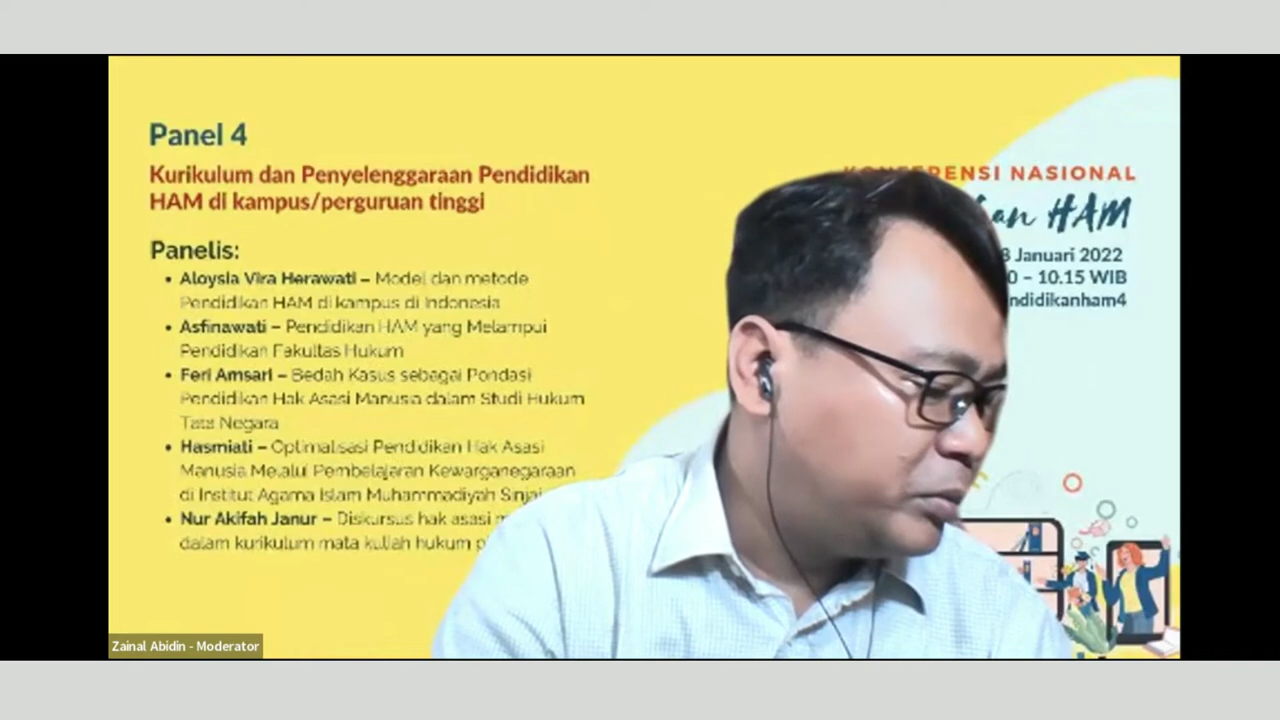 Panel 4
Kurikulum dan Penyelenggaraan Pendidikan
HAM di kampus/perguruan tinggi
Panelis:
• Aloysia Vira Herawati – Model dan metode
Pendidikan HAM di kampus di Indonesia
• Asfinawati – Pendidikan HAM yang Melampui
Pendidikan Fakultas Hukum
• Feri Amsari – Bedah Kasus sebagai Pondasi
Pendidikan Hak Asasi Manusia dalam Studi Hukum
Tata Negara
• Hasmiati – Optimalisasi Pendidikan Hak Asasi
Manusia Melalui Pembelajaran Kewarganegaraan
di Institut Agama Islam Muhammadiyah Sinjai
• Nur Akifah Janur – Diskursus hak asasi
dalam kurikulum mata kuliah hukum
KONFERENSI NASIONAL
HAM
Januari 2022
– 10.15 WIB
ndidikanham4
Zainal Abidin - Moderator